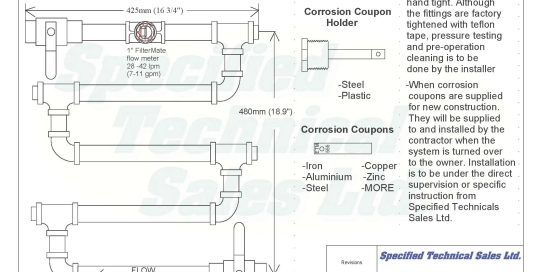 425mm (16 3/4")
1" FilterMate
flow meter
28 -42 lpm
(7-11 gpm)
480mm (18.9")
FLOW
Corrosion Coupon
Holder
-Steel
-Plastic
Corrosion Coupons
-Iron -Copper
-Aluminium -Zinc
-Steel -MORE
hand tight. Although
the fittings are factory
tightened with teflon
tape, pressure testing
and pre-operation
cleaning is to be
done by the installer
-When corrosion
coupons are supplied
for new construction.
They will be supplied
to and installed by the
contractor when the
system is turned over
to the owner. Installation
is to be under the direct
supervision or specific
instruction from
Specified Technicals
Sales Ltd.
Revisions
Specified Technical Sales Ltd.
Specified
Technical
Sales Ltd